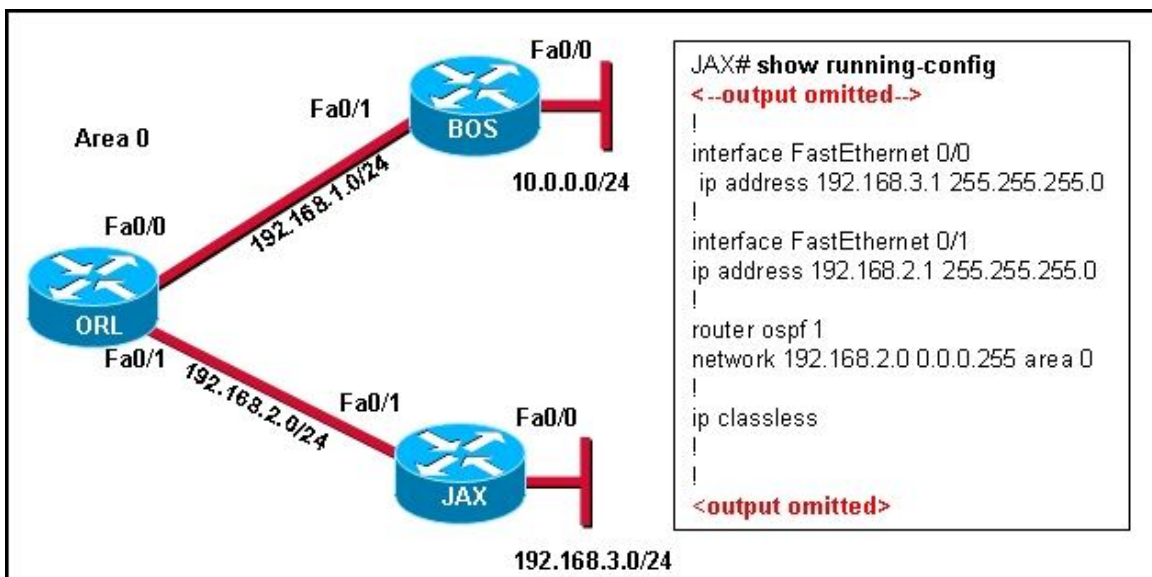 Fa0/0
Fa0/1
BOS
Area 0
10.0.0.0/24
192.168.1.0/24
Fa0/0
ORL
Fa0/1
192.168.2.0/24
Fa0/1
Fa0/0
JAX
192.168.3.0/24
JAX# show running-config
<--output omitted-->
!
interface FastEthernet 0/0
ip address 192.168.3.1 255.255.255.0
!
interface FastEthernet 0/1
ip address 192.168.2.1 255.255.255.0
!
router ospf 1
network 192.168.2.0 0.0.0.255 area 0
!
ip classless
!
!
<output omitted>